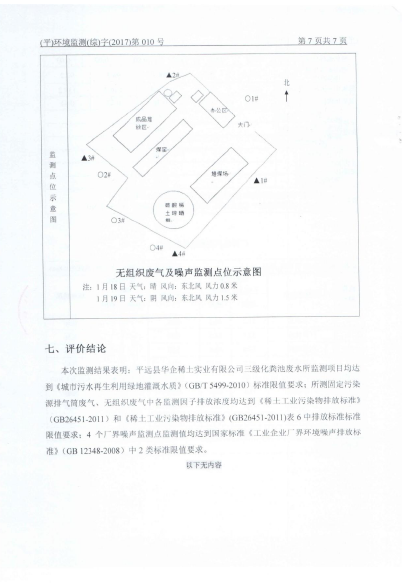 (平)环境监测(综)字(2017)第 010 号 第 7 页共 7 页
监测点位示意图
▲2#
北
○1#
办公区
大门
▲3#
○2#
▲1#
○3#
○4#
▲4#
无组织废气及噪声监测点位示意图
注: 1 月 18 日 天气: 晴 风向: 东北风 风力 0.8 米
1 月 19 日 天气: 阴 风向: 东北风 风力 1.5 米
七、评价结论
本次监测结果表明：平远县华企稀土实业有限公司三级化粪池废水所监测项目均达
到《城市污水再生利用绿地灌溉水质》（GB/T 5499-2010）标准限值要求；所测固定污染
源排气筒废气、无组织废气中各监测因子排放浓度均达到《稀土工业污染物排放标》
（GB26451-2011）和《稀土工业污染物排放标》(GB26451-2011)表 6 中排放标准标准
限值要求；4 个厂界噪声监测点监测值均达到国家标准《工业企业厂界环境噪声排放标
准》（GB 12348-2008）中 2 类标准限值要求。
以下无内容